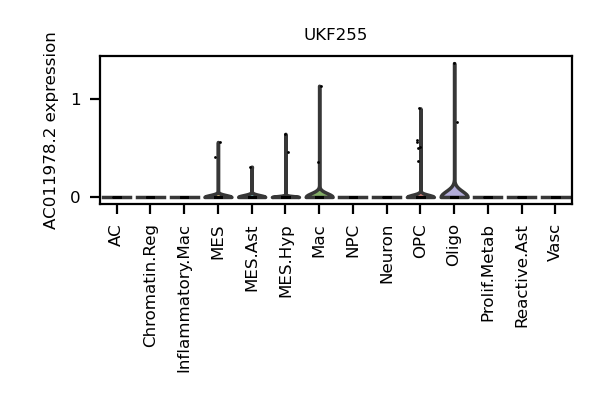 UKF255
AC011978.2 expression
1
0
AC
Chromatin.Reg
Inflammatory.Mac
MES
MES.Ast
MES.Hyp
Mac
NPC
Neuron
OPC
Oligo
Prolif.Metab
Reactive.Ast
Vasc